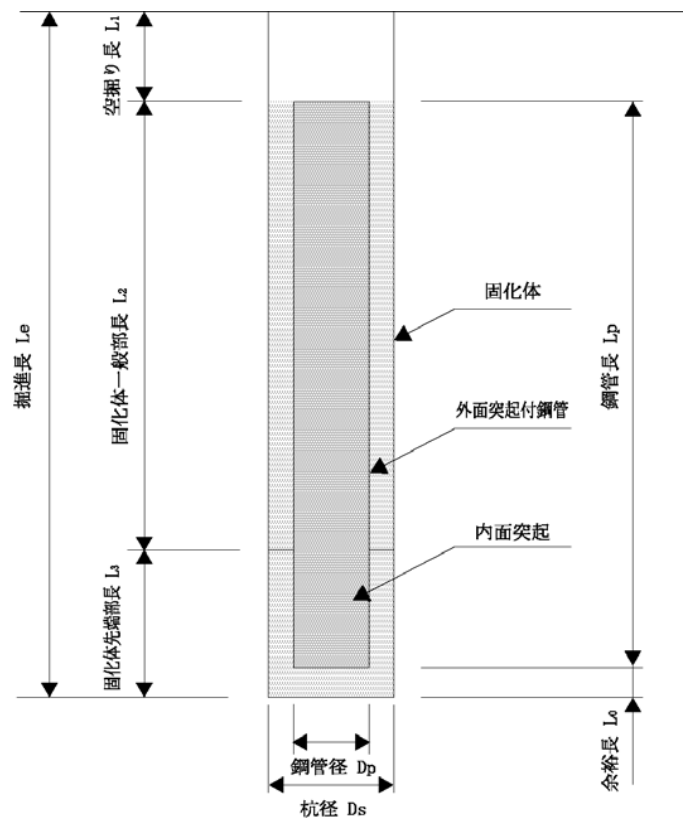 空掘り長 L₁
掘進長 Le
固化体一般部長 L₂
固化体先端部長 L₃
固化体
外面突起付鋼管
内面突起
鋼管長 Lp
余裕長 L₀
鋼管径 Dp
杭径 Ds